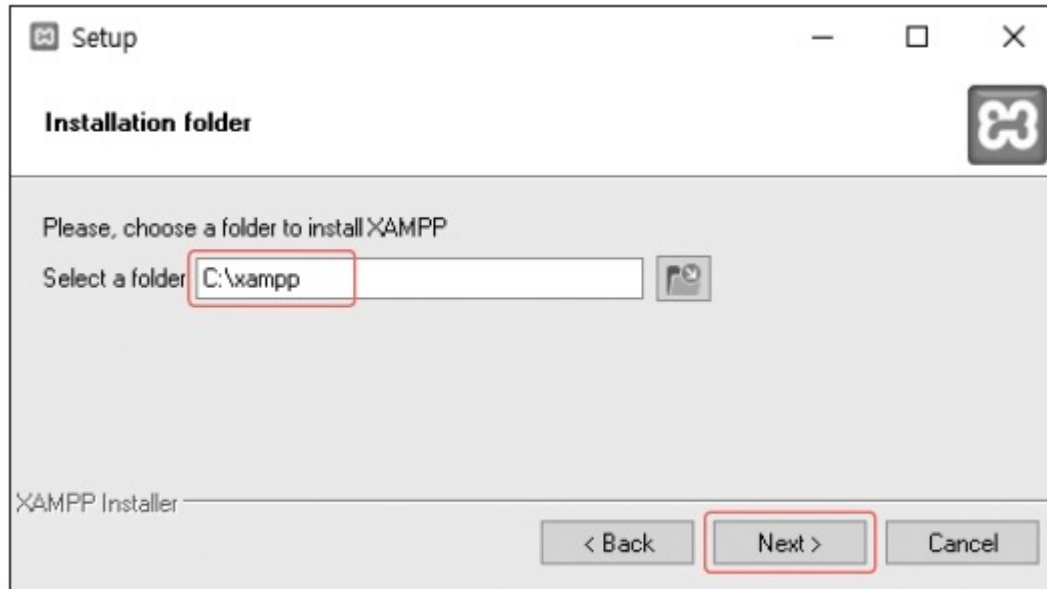 Setup
Installation folder
Please, choose a folder to install XAMPP
Select a folder C:\xampp
XAMPP Installer
< Back Next > Cancel